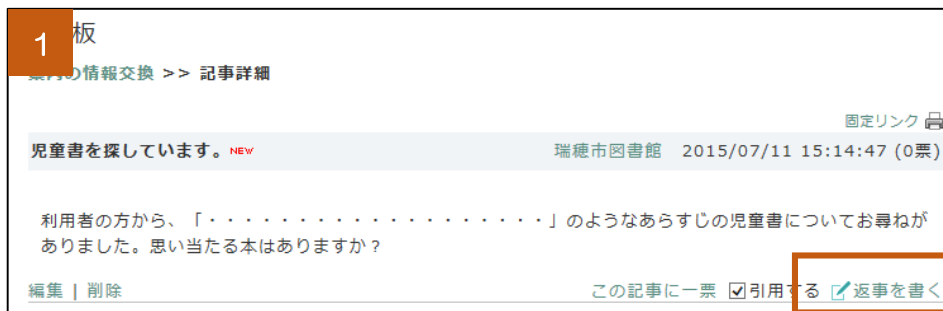 1
板
の情報交換 >> 記事詳細
固定リンク
児童書を探しています。NEW 瑞穂市図書館 2015/07/11 15:14:47 (0票)
利用者の方から、「・・・・・・・・・・・・・・・・・・・・」のようなあらすじの児童書についてお尋ねが
ありました。思い当たる本はありますか?
編集 | 削除 この記事に一票 引用する 返事を書く